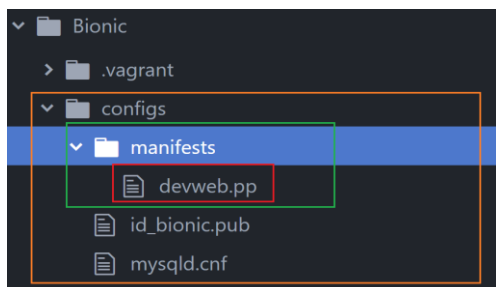 Bionic
.vagrant
configs
manifests
devweb.pp
id_bionic.pub
mysqld.cnf